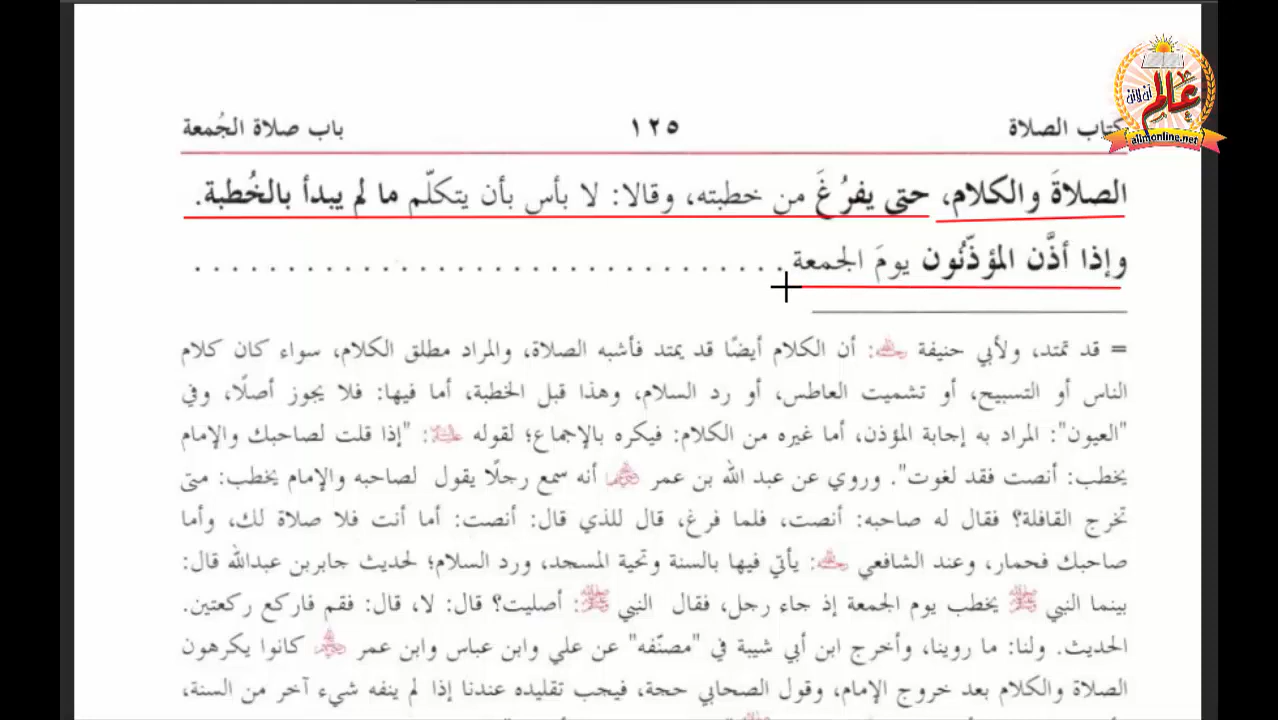 عالم
آن لائن
alimonline.net
كتاب الصلاة ١٢٥ باب صلاة الجُمعة
الصلاةَ والكلام، حتى يفرُغَ من خطبته، وقالا: لا بأس بأن يتكلّم ما لم يبدأ بالخُطبة.
وإذا أذَّن المؤذّنُون يومَ الجمعة . . . . . . . . . . . . . . . . . . . . . . . . . . . . . . . .
= قد تمتد، ولأبي حنيفة رحمه الله: أن الكلام أيضًا قد يمتد فأشبه الصلاة، والمراد مطلق الكلام، سواء كان كلام
الناس أو التسبيح، أو تشميت العاطس، أو رد السلام، وهذا قبل الخطبة، أما فيها: فلا يجوز أصلًا، وفي
"العيون": المراد به إجابة المؤذن، أما غيره من الكلام: فيكره بالإجماع؛ لقوله عليه السلام: "إذا قلت لصاحبك والإمام
يخطب: أنصت فقد لغوت". وروي عن عبد الله بن عمر رضي الله عنهما أنه سمع رجلًا يقول لصاحبه والإمام يخطب: متى
تخرج القافلة؟ فقال له صاحبه: أنصت، فلما فرغ، قال للذي قال: أنصت: أما أنت فلا صلاة لك، وأما
صاحبك فحمار، وعند الشافعي رحمه الله: يأتي فيها بالسنة وتحية المسجد، ورد السلام؛ لحديث جابربن عبدالله قال:
بينما النبي ﷺ يخطب يوم الجمعة إذ جاء رجل، فقال النبي ﷺ: أصليت؟ قال: لا، قال: فقم فاركع ركعتين.
الحديث. ولنا: ما روينا، وأخرج ابن أبي شيبة في "مصنّفه" عن علي وابن عباس وابن عمر رضي الله عنهم كانوا يكرهون
الصلاة والكلام بعد خروج الإمام، وقول الصحابي حجة، فيجب تقليده عندنا إذا لم ينفه شيء آخر من السنة،